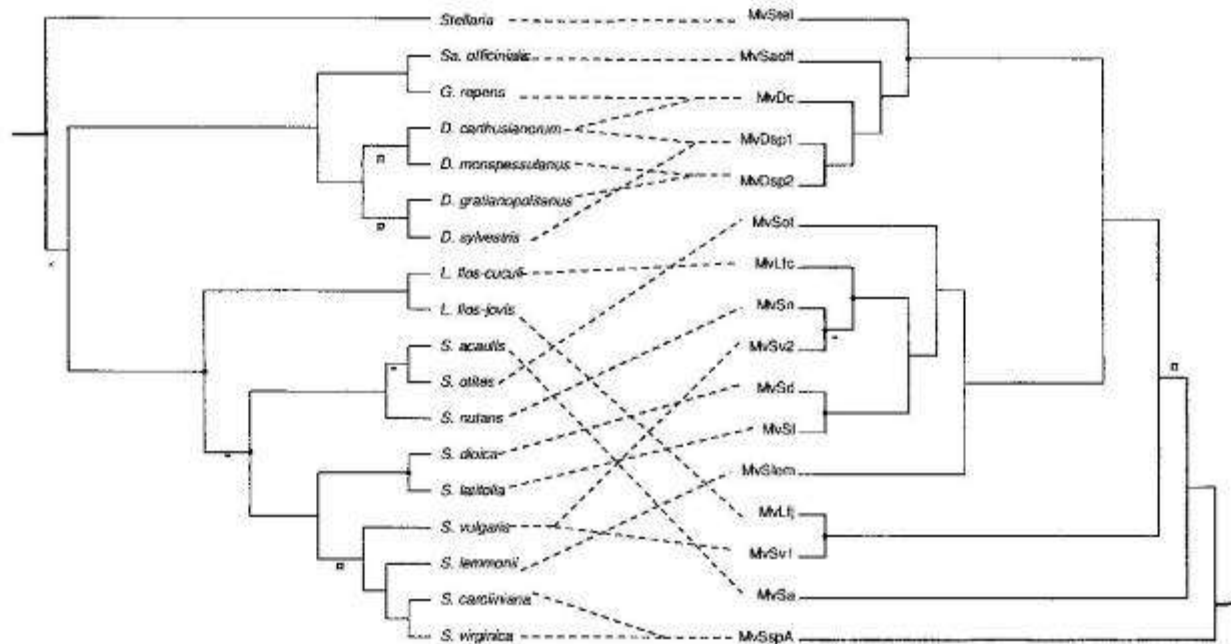 Stellaria
MvStel
Sa. officinialis
MvSaoff
G. repens
MvDc
D. carthusianorum
MvDsp1
D. monspessulanus
MvDsp2
D. gratianopolitanus
D. sylvestris
MvSot
L. flos-cuculi
MvLfc
L. flos-jovis
MvSn
S. acaulis
MvSv2
S. otites
MvSd
S. nutans
MvSl
S. dioica
MvSlem
S. latifolia
MvLfj
S. vulgaris
MvSv1
S. lemmonii
MvSa
S. caroliniana
S. virginica
MvSspA